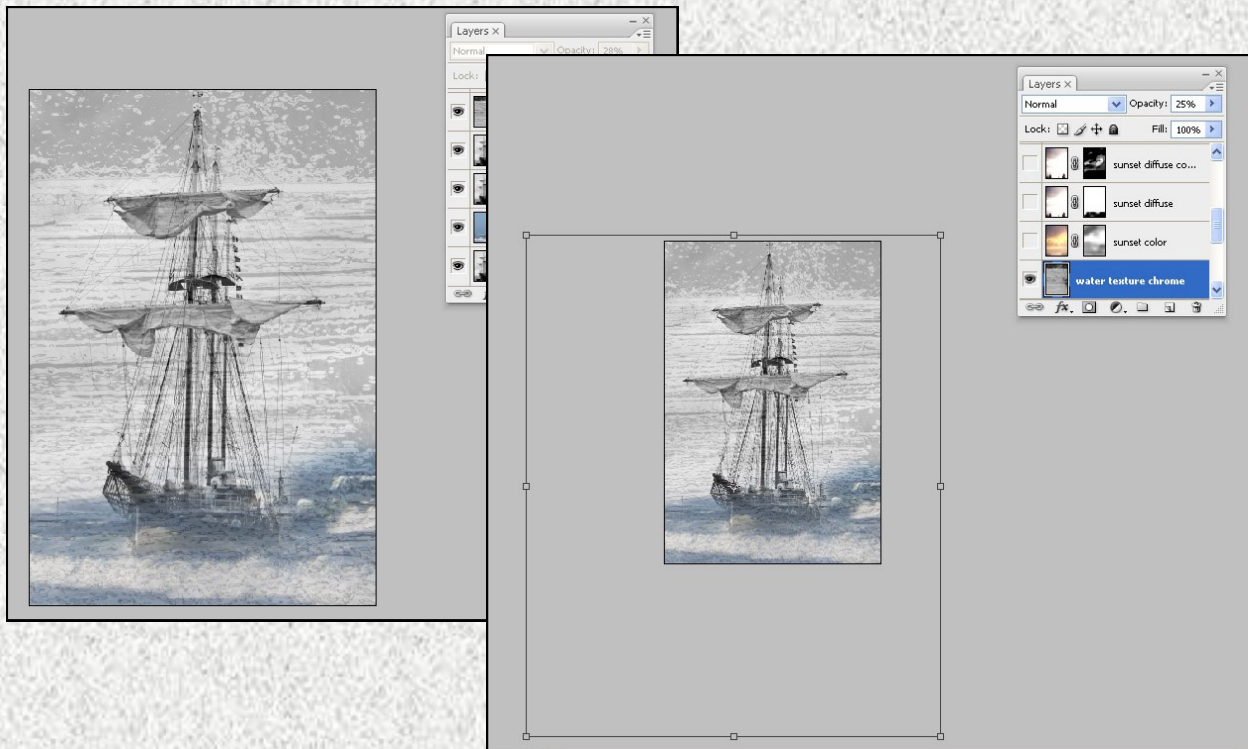 Layers ×
Normal Opacity: 28%
Lock:
Layers ×
Normal Opacity: 25%
Lock: Fill: 100%
sunset diffuse co...
sunset diffuse
sunset color
water texture chrome
fx.